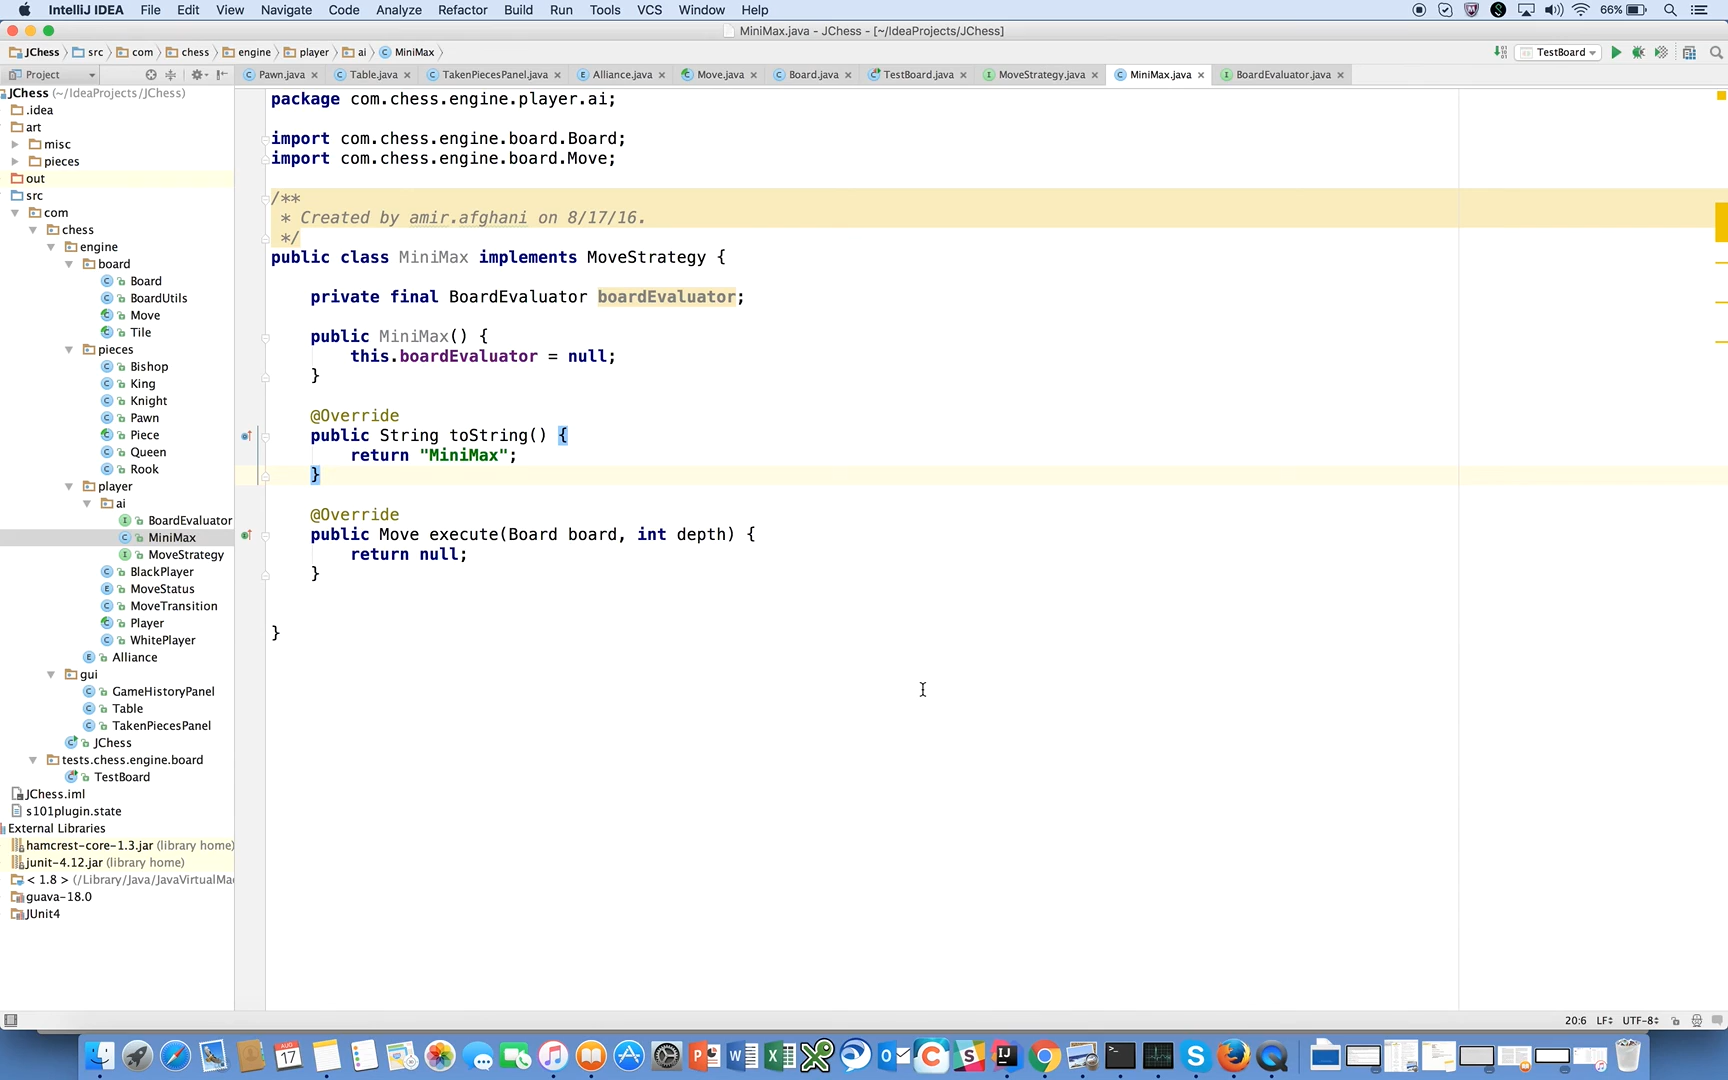 IntelliJ IDEA File Edit View Navigate Code Analyze Refactor Build Run Tools VCS Window Help 66%
MiniMax.java - JChess - [~/IdeaProjects/JChess]
JChess src com chess engine player ai MiniMax TestBoard
Project Pawn.java Table.java TakenPiecesPanel.java Alliance.java Move.java Board.java TestBoard.java MoveStrategy.java MiniMax.java BoardEvaluator.java
JChess (~/IdeaProjects/JChess)
.idea
art
misc
pieces
out
src
com
chess
engine
board
Board
BoardUtils
Move
Tile
pieces
Bishop
King
Knight
Pawn
Piece
Queen
Rook
player
ai
BoardEvaluator
MiniMax
MoveStrategy
BlackPlayer
MoveStatus
MoveTransition
Player
WhitePlayer
Alliance
gui
GameHistoryPanel
Table
TakenPiecesPanel
JChess
tests.chess.engine.board
TestBoard
JChess.iml
s101plugin.state
External Libraries
hamcrest-core-1.3.jar (library home)
junit-4.12.jar (library home)
< 1.8 > (/Library/Java/JavaVirtualMa
guava-18.0
JUnit4
package com.chess.engine.player.ai;
import com.chess.engine.board.Board;
import com.chess.engine.board.Move;
/**
* Created by amir.afghani on 8/17/16.
*/
public class MiniMax implements MoveStrategy {
private final BoardEvaluator boardEvaluator;
public MiniMax() {
this.boardEvaluator = null;
}
@Override
public String toString() {
return "MiniMax";
}
@Override
public Move execute(Board board, int depth) {
return null;
}
}
20:6 LF UTF-8
AUG
17